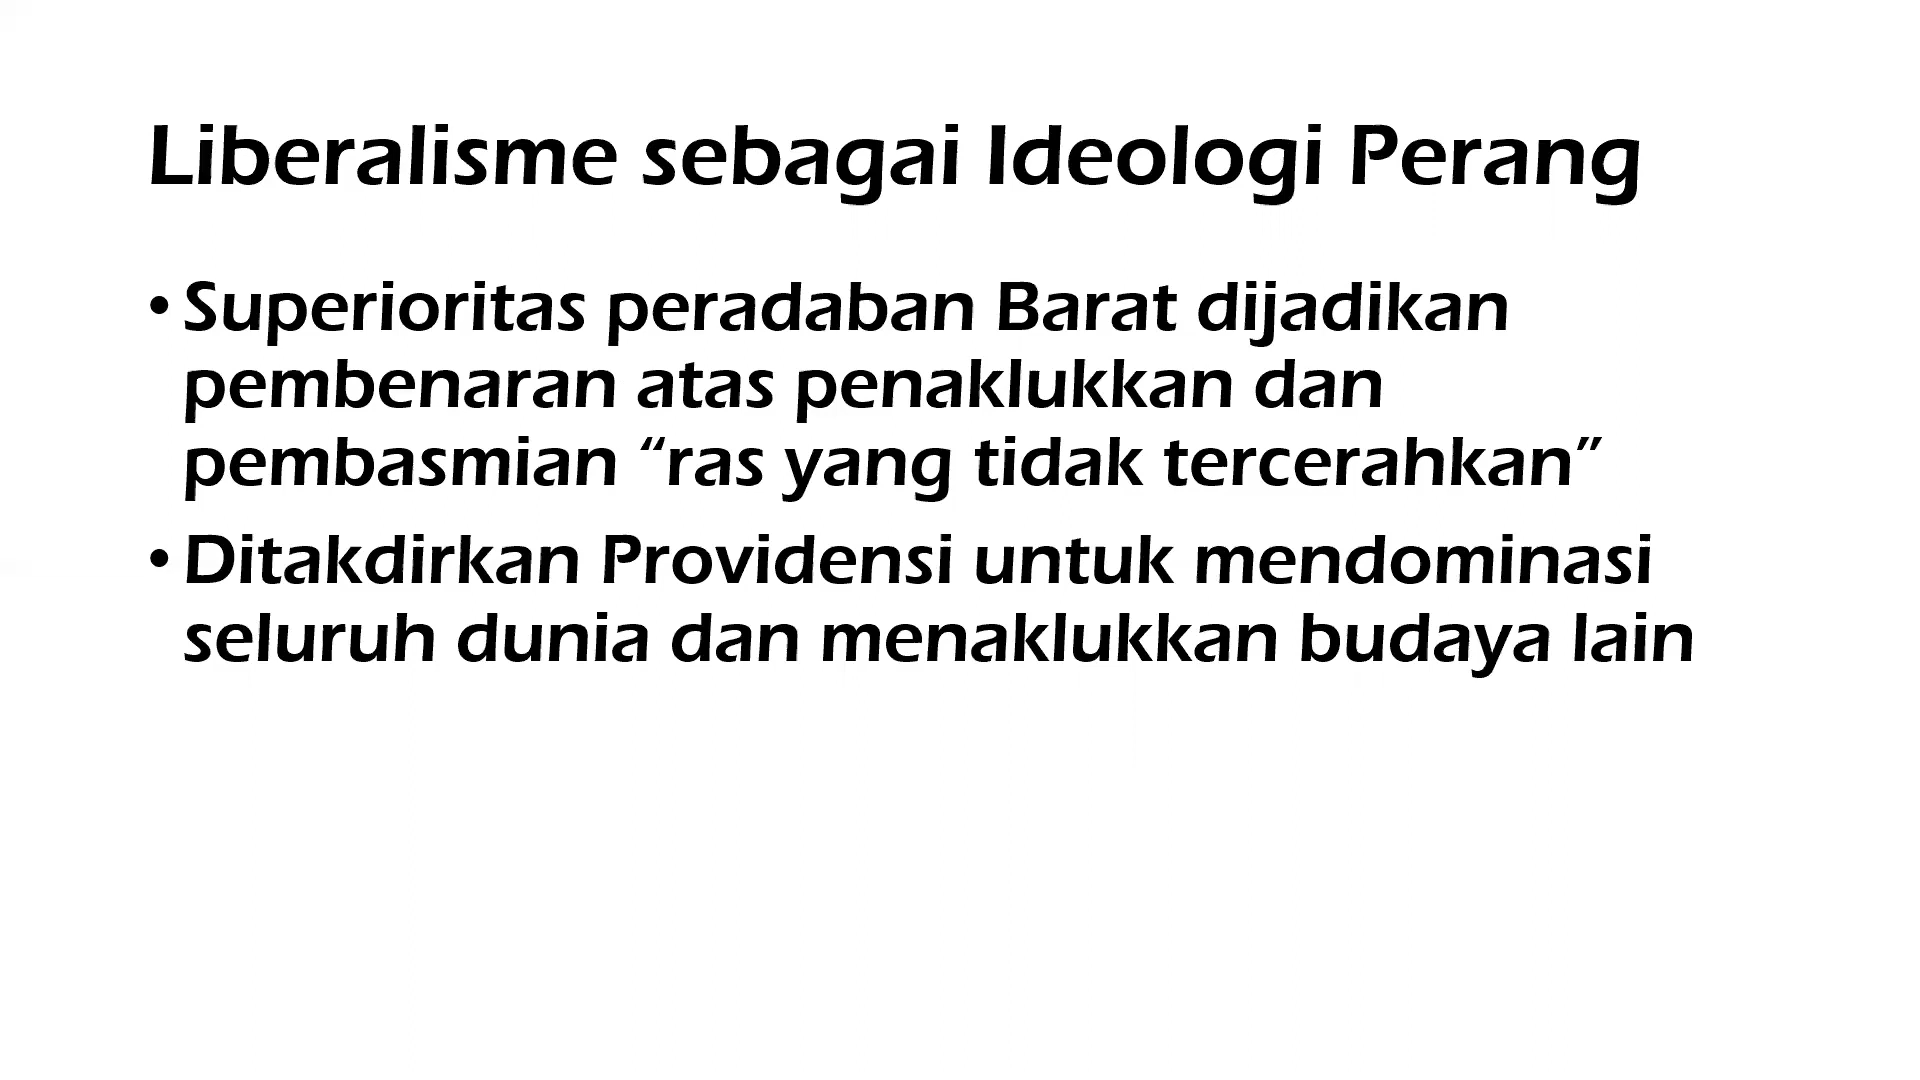 Liberalisme sebagai Ideologi Perang
• Superioritas peradaban Barat dijadikan
pembenaran atas penaklukkan dan
pembasmian “ras yang tidak tercerahkan”
• Ditakdirkan Providensi untuk mendominasi
seluruh dunia dan menaklukkan budaya lain